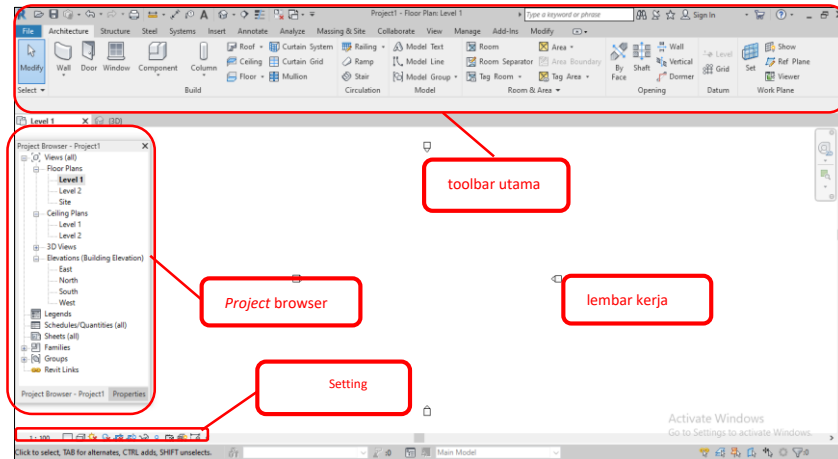 Project1 - Floor Plan: Level 1
Type a keyword or phrase
Sign In
File Architecture Structure Steel Systems Insert Annotate Analyze Massing & Site Collaborate View Manage Add-Ins Modify
Modify
Wall
Door
Window
Component
Column
Roof
Ceiling
Floor
Curtain System
Curtain Grid
Mullion
Railing
Ramp
Stair
Model Text
Model Line
Model Group
Room
Room Separator
Tag Room
Area
Area Boundary
Tag Area
By Face
Shaft
Wall
Vertical
Dormer
Level
Grid
Set
Show
Ref Plane
Viewer
Select
Build
Circulation
Model
Room & Area
Opening
Datum
Work Plane
Level 1 X {3D}
Project Browser - Project1 X
Views (all)
Floor Plans
Level 1
Level 2
Site
Ceiling Plans
Level 1
Level 2
3D Views
Elevations (Building Elevation)
East
North
South
West
Legends
Schedules/Quantities (all)
Sheets (all)
Families
Groups
Revit Links
Project Browser - Project1 Properties
toolbar utama
Project browser
lembar kerja
Setting
1 : 100
Activate Windows
Go to Settings to activate Windows.
Click to select, TAB for alternates, CTRL adds, SHIFT unselects.
:0
Main Model